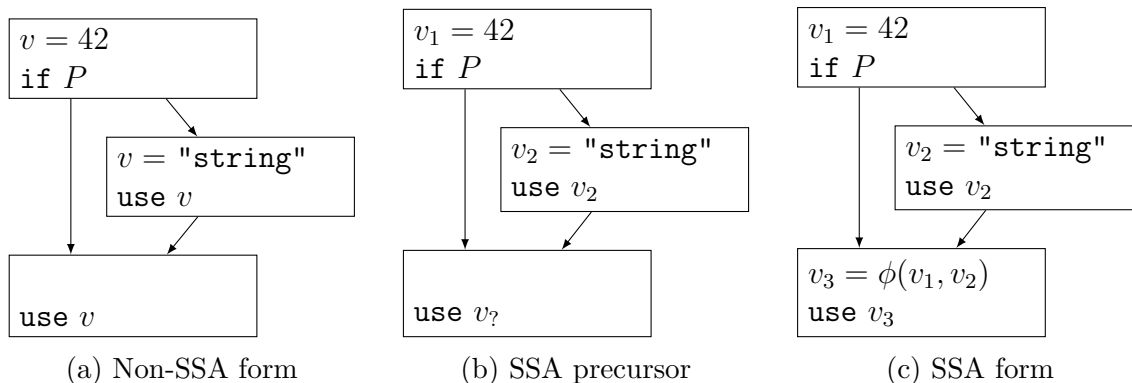 v = 42
if P
v = "string"
use v
use v
(a) Non-SSA form
v₁ = 42
if P
v₂ = "string"
use v₂
use v?
(b) SSA precursor
v₁ = 42
if P
v₂ = "string"
use v₂
v₃ = ϕ(v₁, v₂)
use v₃
(c) SSA form